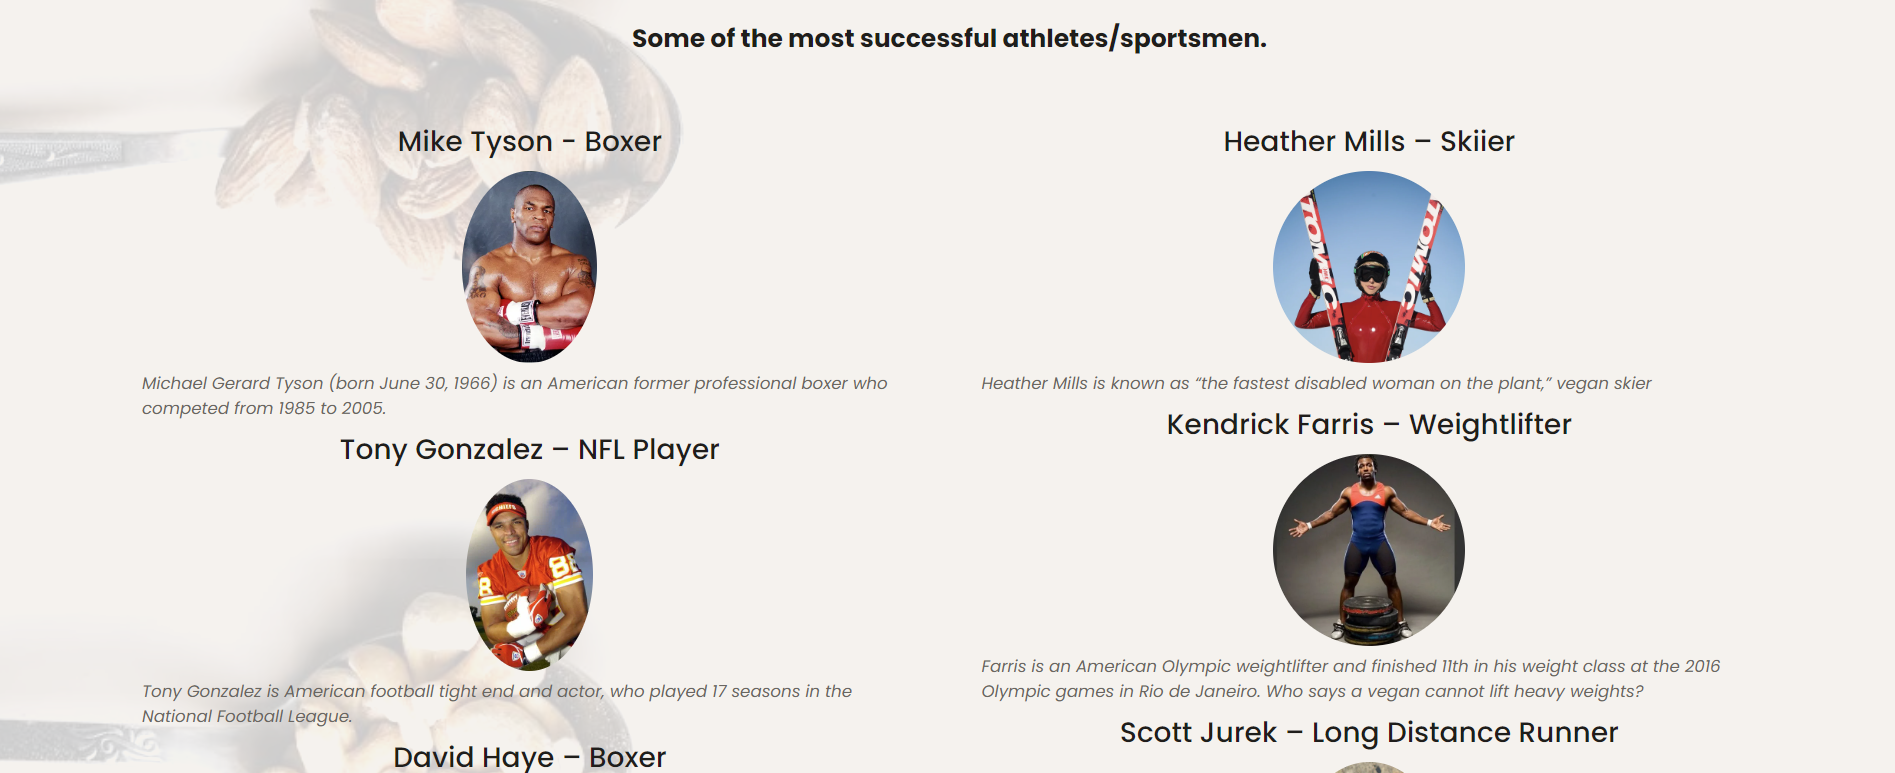 Some of the most successful athletes/sportsmen.
Mike Tyson - Boxer
Michael Gerard Tyson (born June 30, 1966) is an American former professional boxer who
competed from 1985 to 2005.
Tony Gonzalez – NFL Player
88
8
Tony Gonzalez is American football tight end and actor, who played 17 seasons in the
National Football League.
David Haye – Boxer
Heather Mills – Skiier
Heather Mills is known as “the fastest disabled woman on the plant,” vegan skier
Kendrick Farris – Weightlifter
Farris is an American Olympic weightlifter and finished 11th in his weight class at the 2016
Olympic games in Rio de Janeiro. Who says a vegan cannot lift heavy weights?
Scott Jurek – Long Distance Runner